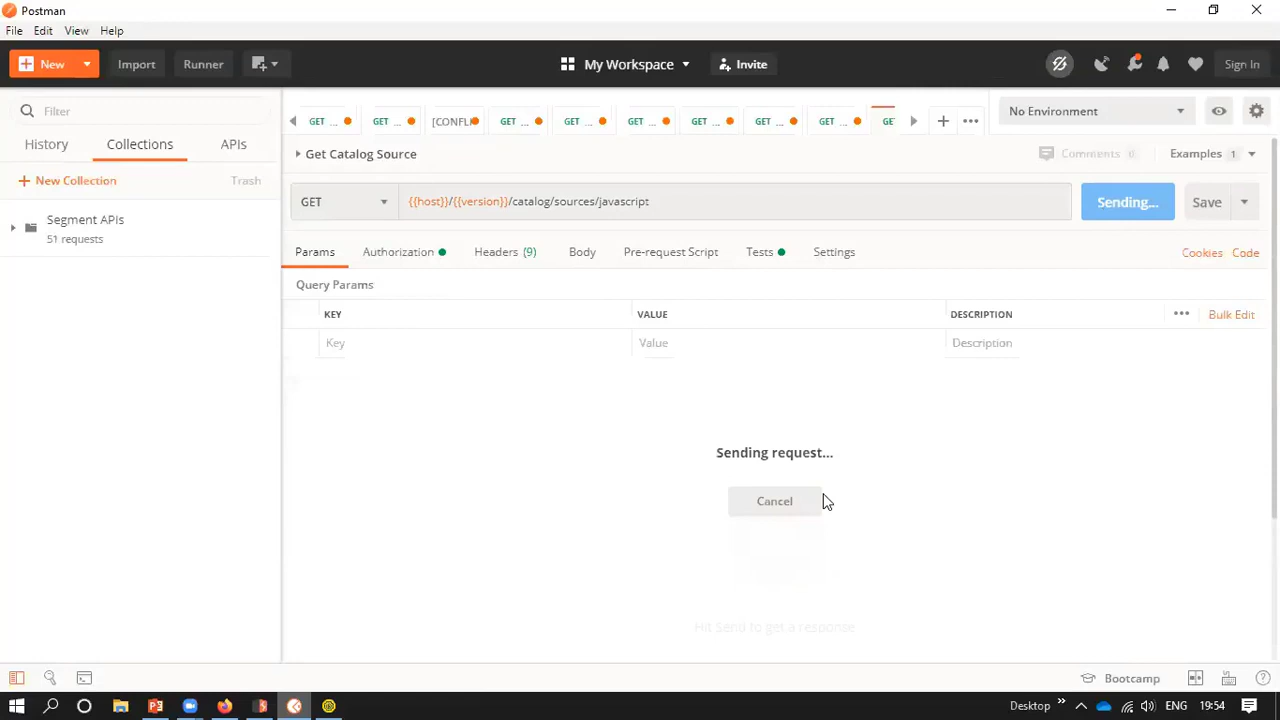 Postman
File Edit View Help
New Import Runner My Workspace Invite Sign In
Filter
GET ... GET ... [CONFLI GET ... GET ... GET ... GET ... GET ... GET ... GE No Environment
History Collections APIs
Get Catalog Source Comments 0 Examples 1
+ New Collection Trash
GET {{host}}/{{version}}/catalog/sources/javascript Sending... Save
Segment APIs
51 requests
Params Authorization Headers (9) Body Pre-request Script Tests Settings Cookies Code
Query Params
KEY VALUE DESCRIPTION Bulk Edit
Key Value Description
Sending request...
Cancel
Hit Send to get a response
Bootcamp
Desktop ENG 19:54